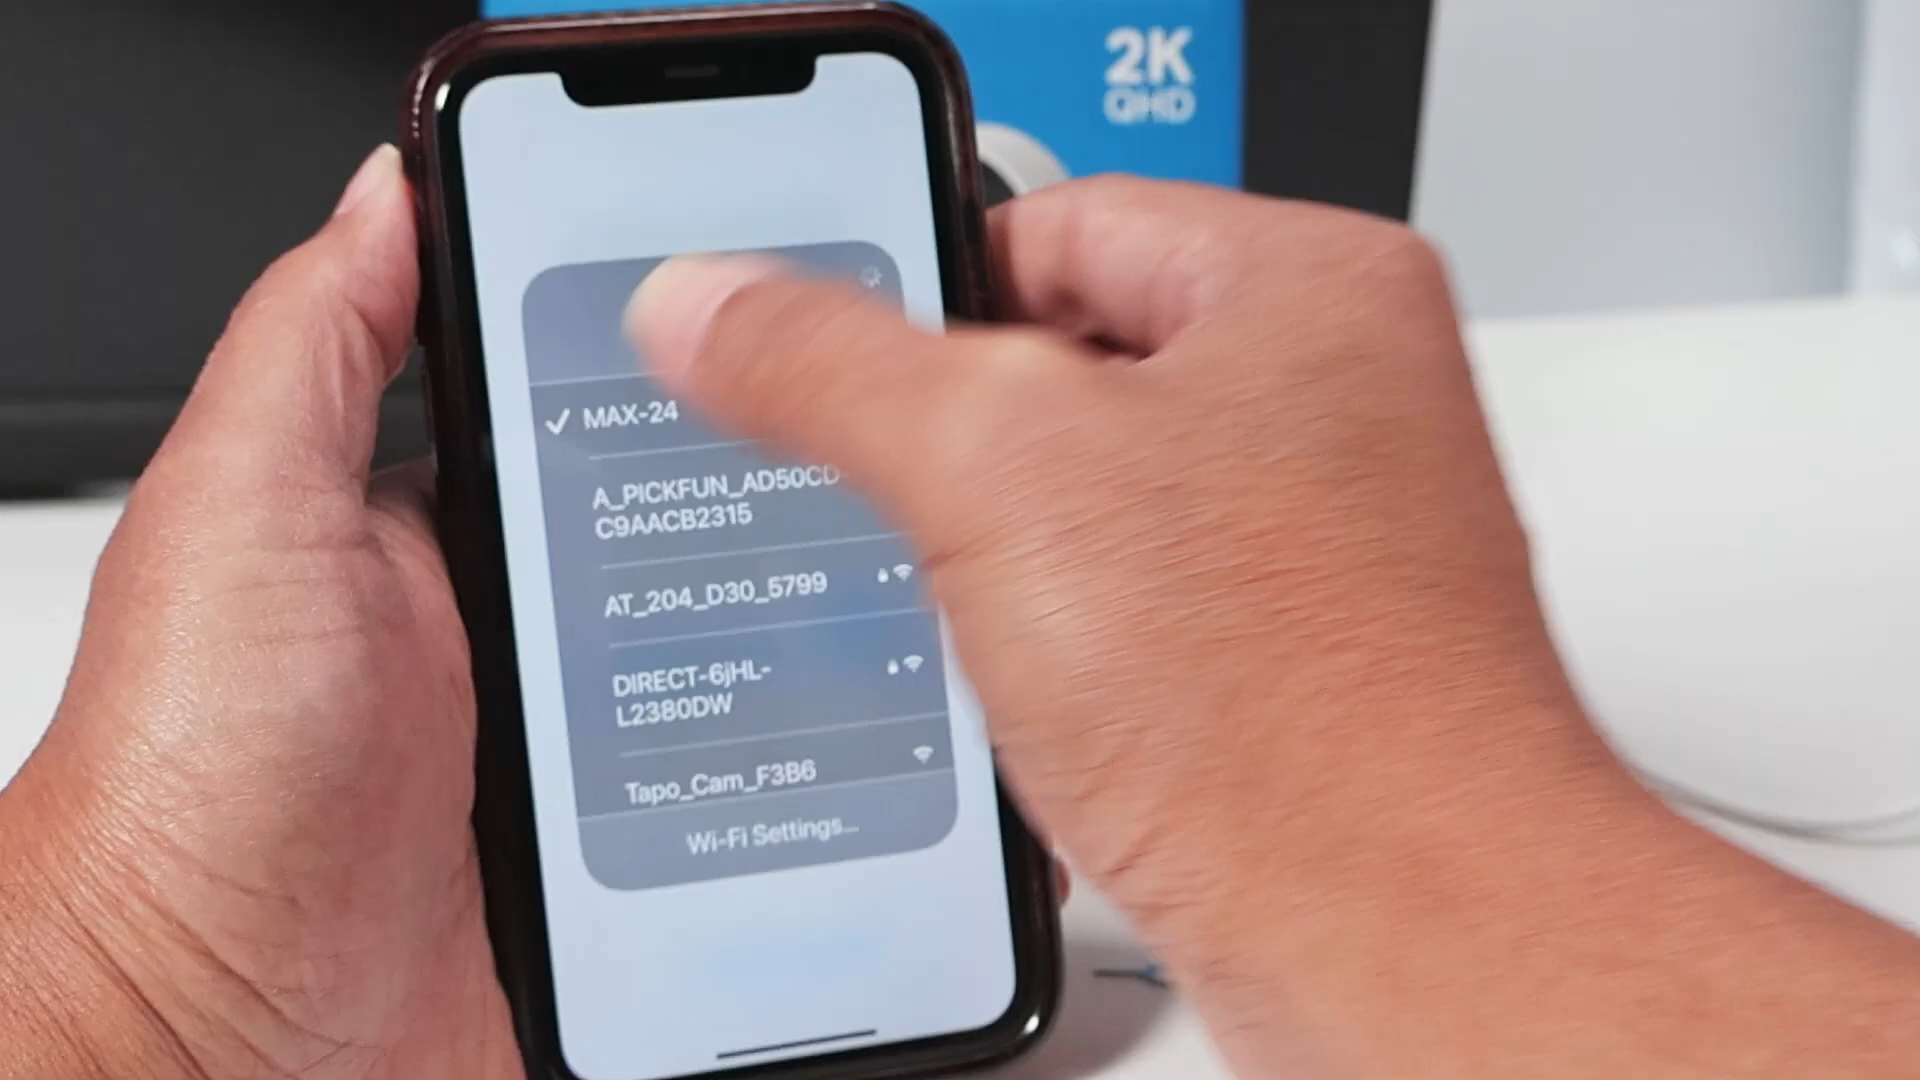 2K
QHD
MAX-24
A_PICKFUN_AD50CD
C9AACB2315
AT_204_D30_5799
DIRECT-6jHL-
L2380DW
Tapo_Cam_F3B6
Wi-Fi Settings...